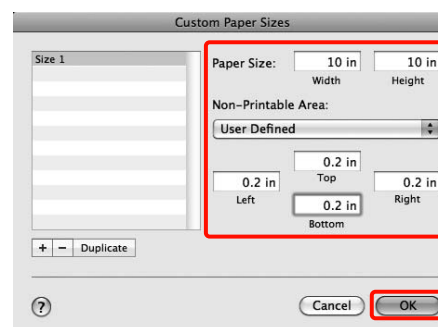 Custom Paper Sizes
Size 1
Paper Size:
10 in
10 in
Width
Height
Non-Printable Area:
User Defined
0.2 in
Top
0.2 in
0.2 in
Left
Right
0.2 in
Bottom
+ − Duplicate
?
Cancel
OK